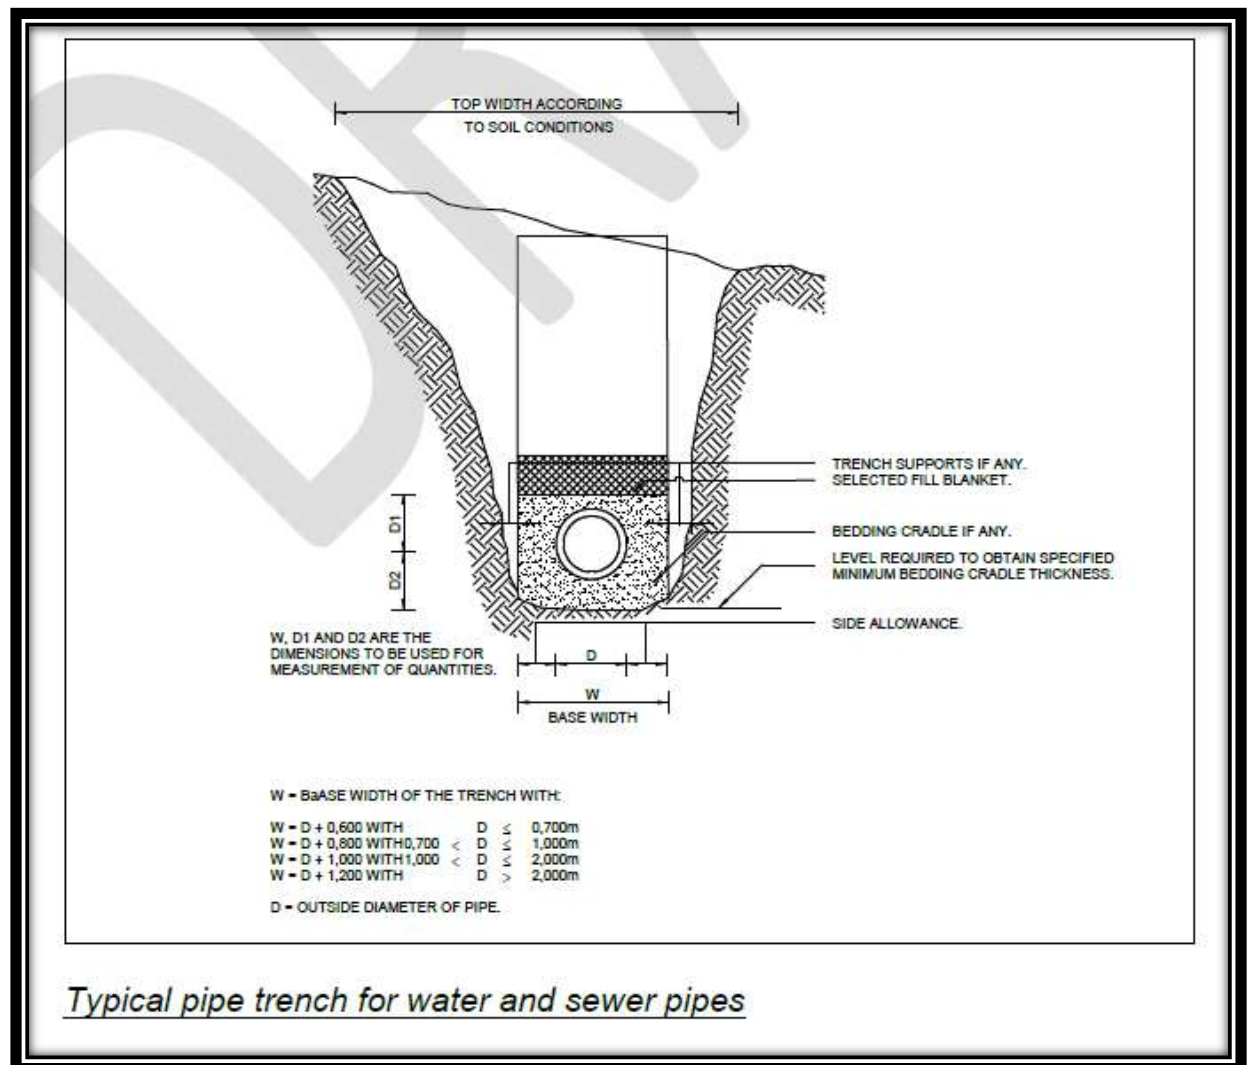 TOP WIDTH ACCORDING
TO SOIL CONDITIONS
TRENCH SUPPORTS IF ANY.
SELECTED FILL BLANKET.
D1
BEDDING CRADLE IF ANY.
LEVEL REQUIRED TO OBTAIN SPECIFIED
MINIMUM BEDDING CRADLE THICKNESS.
D2
SIDE ALLOWANCE.
W, D1 AND D2 ARE THE
DIMENSIONS TO BE USED FOR
MEASUREMENT OF QUANTITIES.
D
W
BASE WIDTH
W = BaASE WIDTH OF THE TRENCH WITH:
W = D + 0,600 WITH D ≤ 0,700m
W = D + 0,800 WITH0,700 < D ≤ 1,000m
W = D + 1,000 WITH1,000 < D ≤ 2,000m
W = D + 1,200 WITH D > 2,000m
D = OUTSIDE DIAMETER OF PIPE.
Typical pipe trench for water and sewer pipes